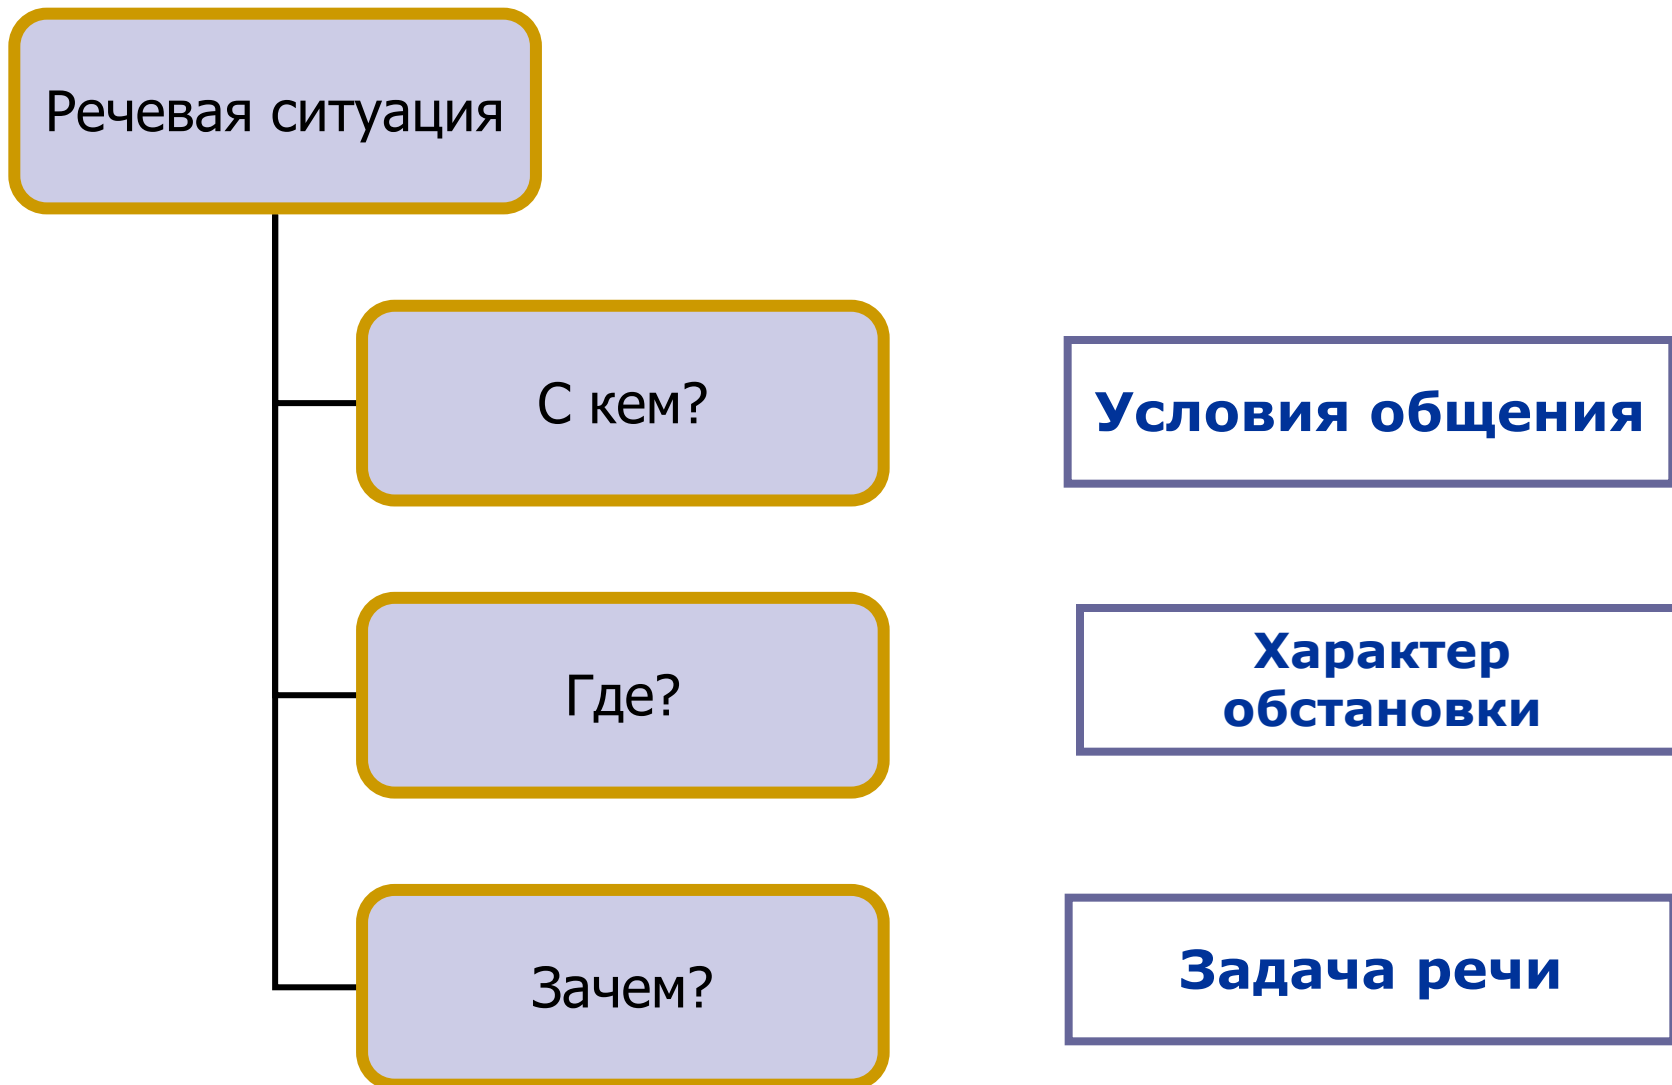 Речевая ситуация
С кем?
Условия общения
Где?
Характер
обстановки
Зачем?
Задача речи